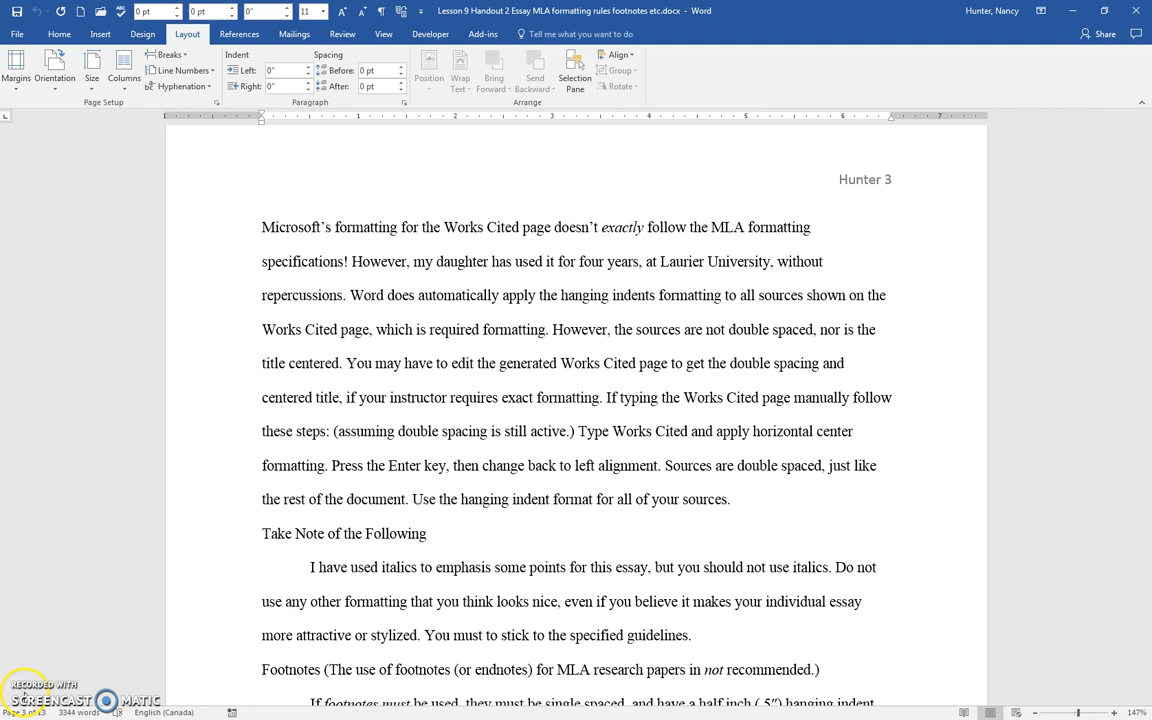 0 pt 0 pt 0" 11 Lesson 9 Handout 2 Essay MLA formatting rules footnotes etc.docx - Word Hunter, Nancy
File Home Insert Design Layout References Mailings Review View Developer Add-ins Tell me what you want to do Share
Margins Orientation Size Columns Breaks Line Numbers Hyphenation
Indent Spacing
Left: 0" Before: 0 pt
Right: 0" After: 0 pt
Position Wrap Text Bring Forward Send Backward Selection Pane Align Group Rotate
Page Setup Paragraph Arrange
1 1 2 3 4 5 6 7
Hunter 3
Microsoft's formatting for the Works Cited page doesn't exactly follow the MLA formatting
specifications! However, my daughter has used it for four years, at Laurier University, without
repercussions. Word does automatically apply the hanging indents formatting to all sources shown on the
Works Cited page, which is required formatting. However, the sources are not double spaced, nor is the
title centered. You may have to edit the generated Works Cited page to get the double spacing and
centered title, if your instructor requires exact formatting. If typing the Works Cited page manually follow
these steps: (assuming double spacing is still active.) Type Works Cited and apply horizontal center
formatting. Press the Enter key, then change back to left alignment. Sources are double spaced, just like
the rest of the document. Use the hanging indent format for all of your sources.
Take Note of the Following
I have used italics to emphasis some points for this essay, but you should not use italics. Do not
use any other formatting that you think looks nice, even if you believe it makes your individual essay
more attractive or stylized. You must to stick to the specified guidelines.
Footnotes (The use of footnotes (or endnotes) for MLA research papers in not recommended.)
If footnotes must be used, they must be single spaced, and have a half inch (.5") hanging indent
RECORDED WITH
SCREENCAST MATIC
Page 3 of 13 3344 words English (Canada) 147%